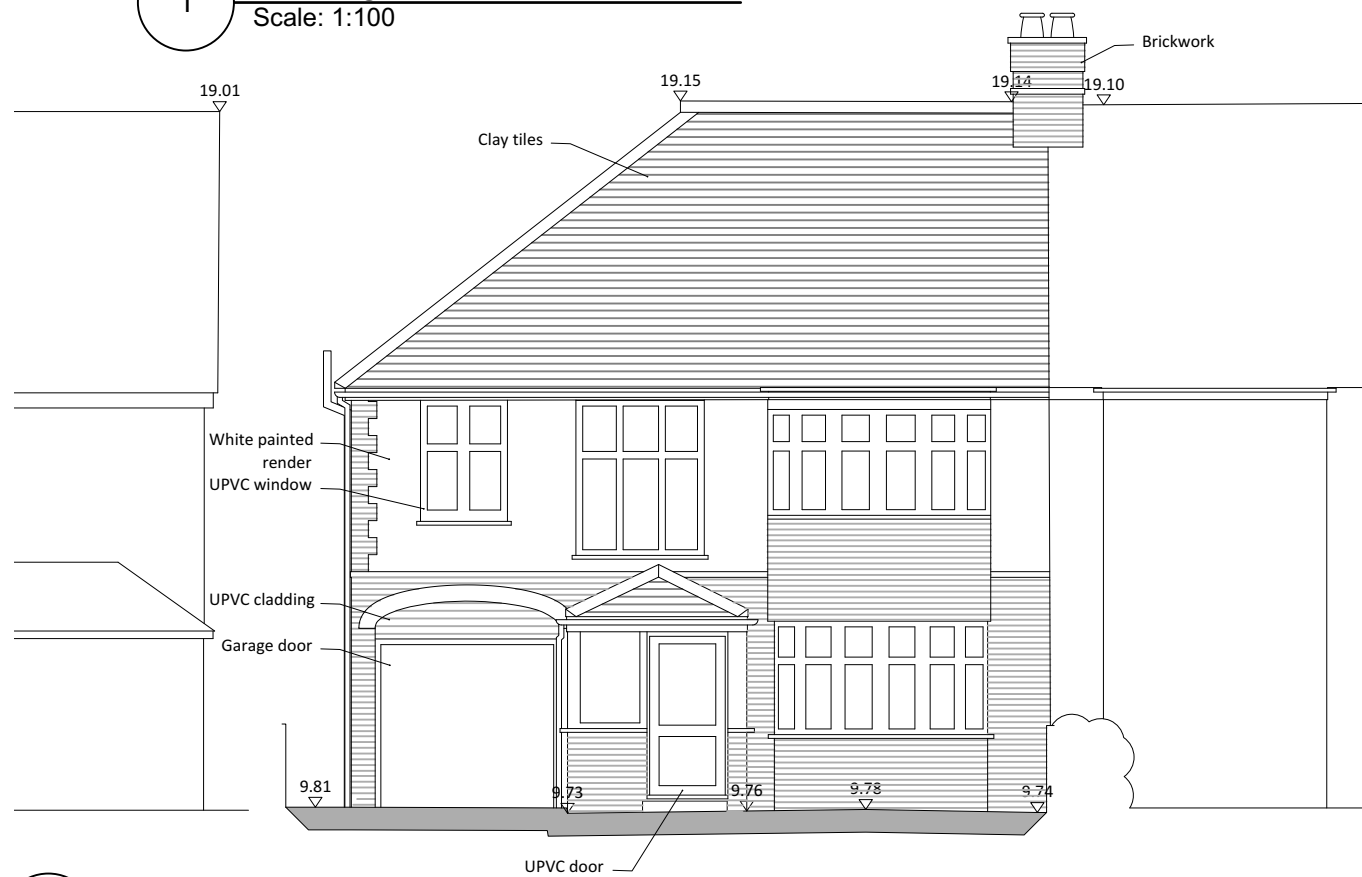 1
Scale: 1:100
Brickwork
19.01
19.15
19.14
19.10
Clay tiles
White painted
render
UPVC window
UPVC cladding
Garage door
9.81
9.73
9.76
9.78
9.74
UPVC door